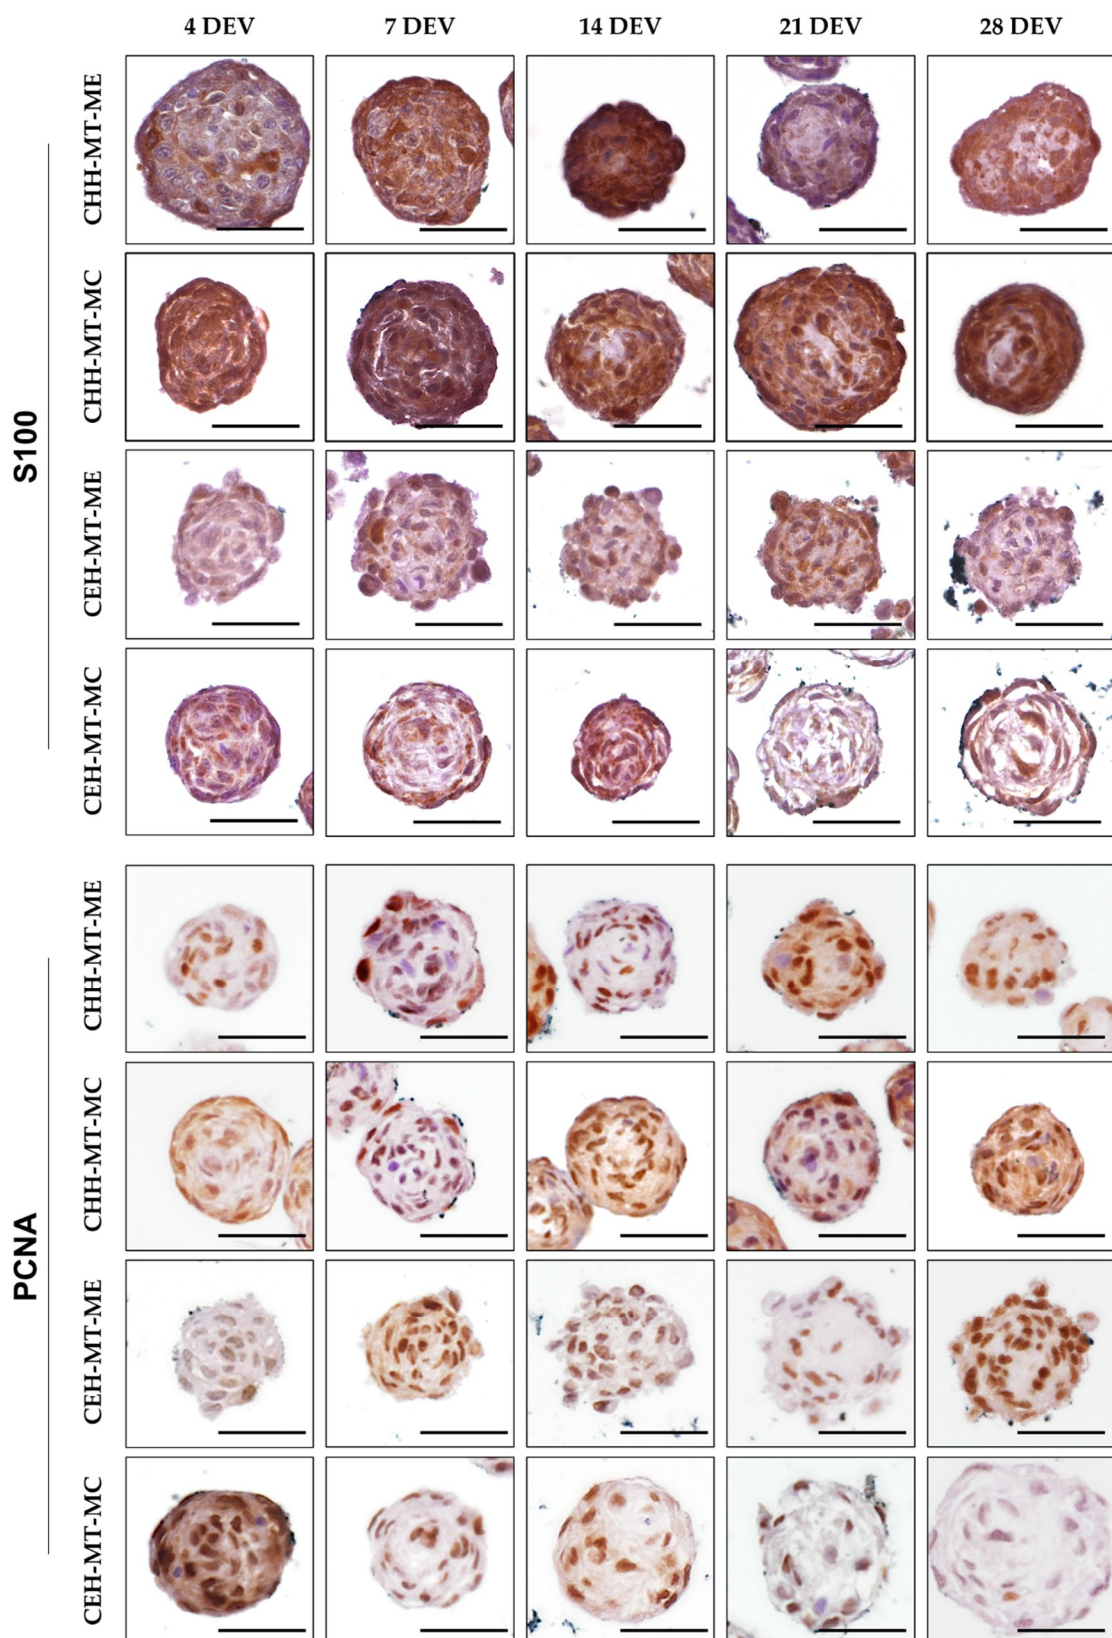 4 DEV 7 DEV 14 DEV 21 DEV 28 DEV
S100
CHH-MT-ME
CHH-MT-MC
CEH-MT-ME
CEH-MT-MC
PCNA
CHH-MT-ME
CHH-MT-MC
CEH-MT-ME
CEH-MT-MC